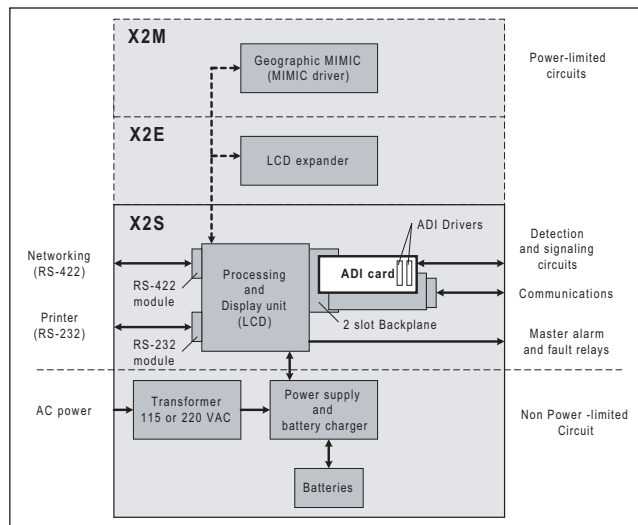 X2M
Geographic MIMIC
(MIMIC driver)
Power-limited
circuits
X2E
LCD expander
X2S
ADI Drivers
Networking
(RS-422)
RS-422
module
Processing
and
Display unit
(LCD)
ADI card
Detection
and signaling
circuits
Communications
Printer
(RS-232)
RS-232
module
2 slot Backplane
Master alarm
and fault relays
AC power
Transformer
115 or 220 VAC
Power supply
and
battery charger
Non Power -limited
Circuit
Batteries